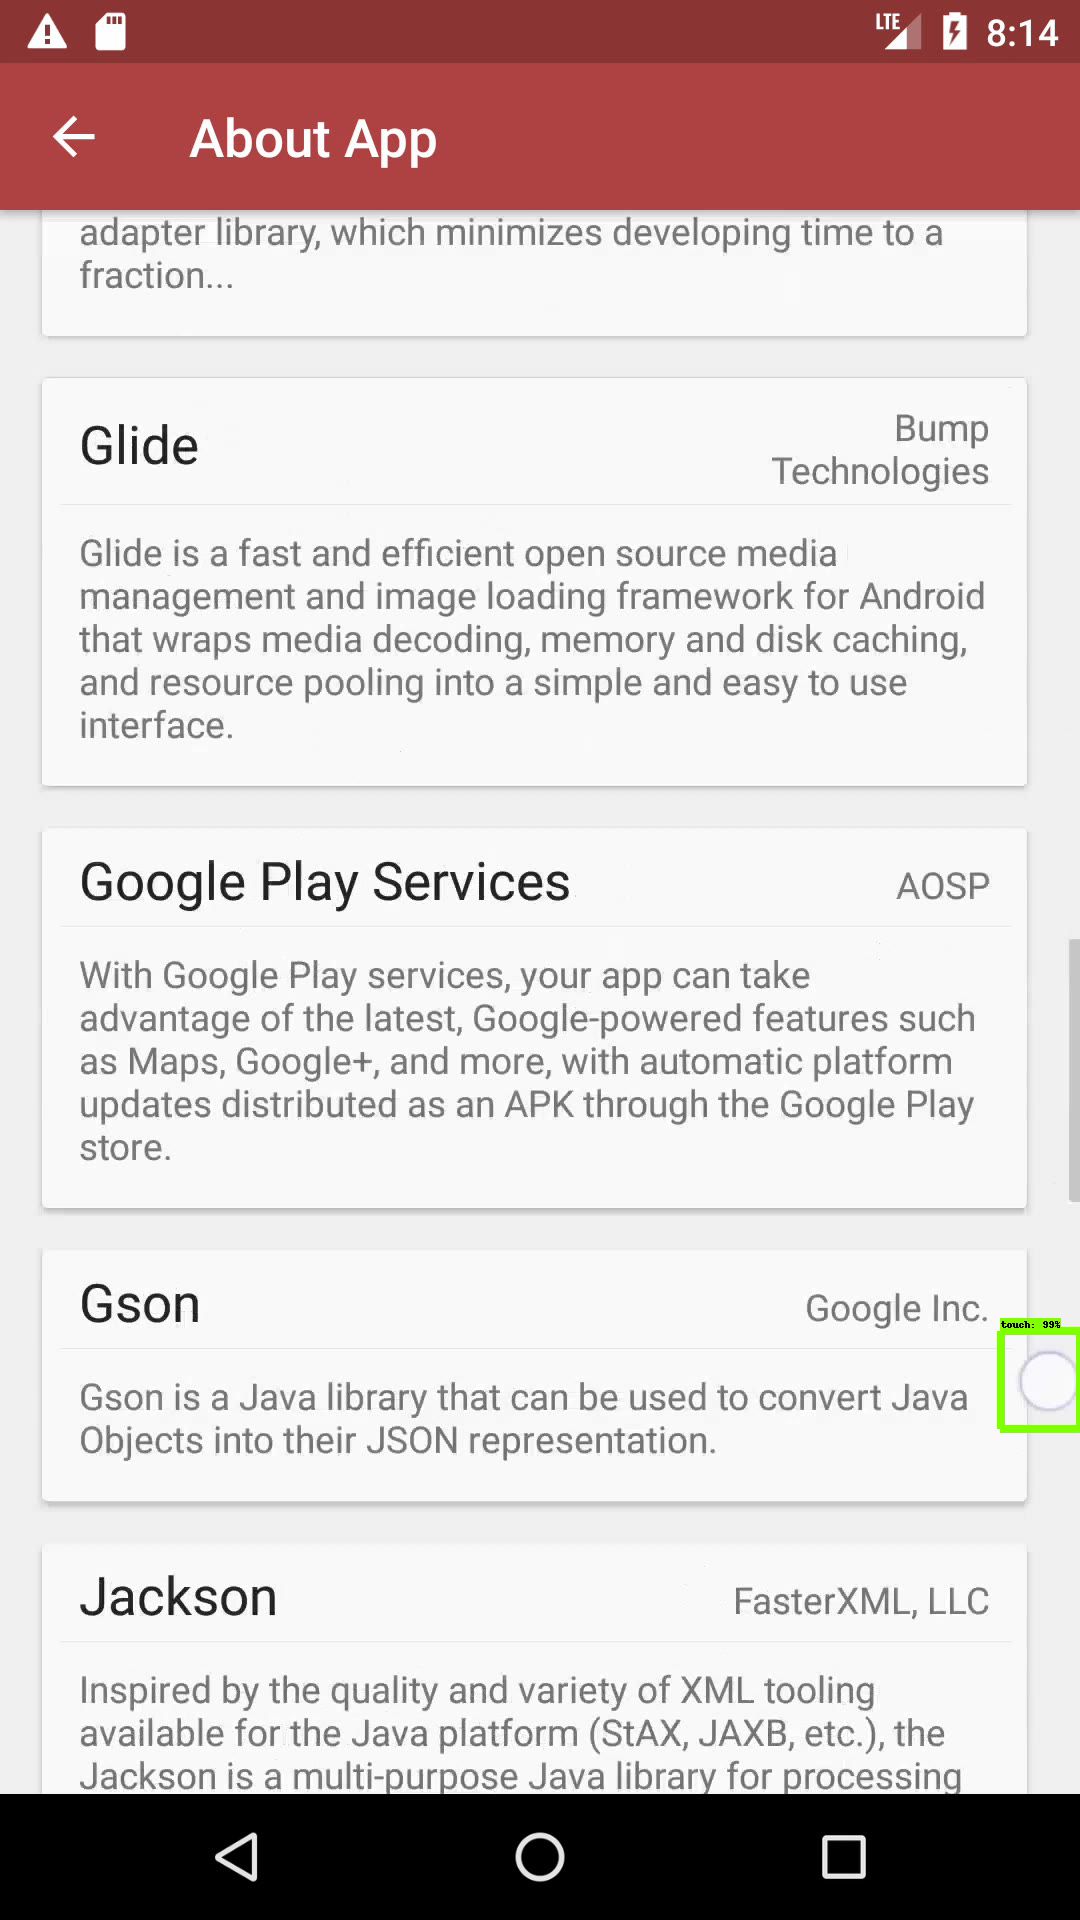 LTE 8:14
About App
adapter library, which minimizes developing time to a
fraction...
Glide
Bump
Technologies
Glide is a fast and efficient open source media
management and image loading framework for Android
that wraps media decoding, memory and disk caching,
and resource pooling into a simple and easy to use
interface.
Google Play Services
AOSP
With Google Play services, your app can take
advantage of the latest, Google-powered features such
as Maps, Google+, and more, with automatic platform
updates distributed as an APK through the Google Play
store.
Gson
Google Inc.
touch: 99%
Gson is a Java library that can be used to convert Java
Objects into their JSON representation.
Jackson
FasterXML, LLC
Inspired by the quality and variety of XML tooling
available for the Java platform (StAX, JAXB, etc.), the
Jackson is a multi-purpose Java library for processing